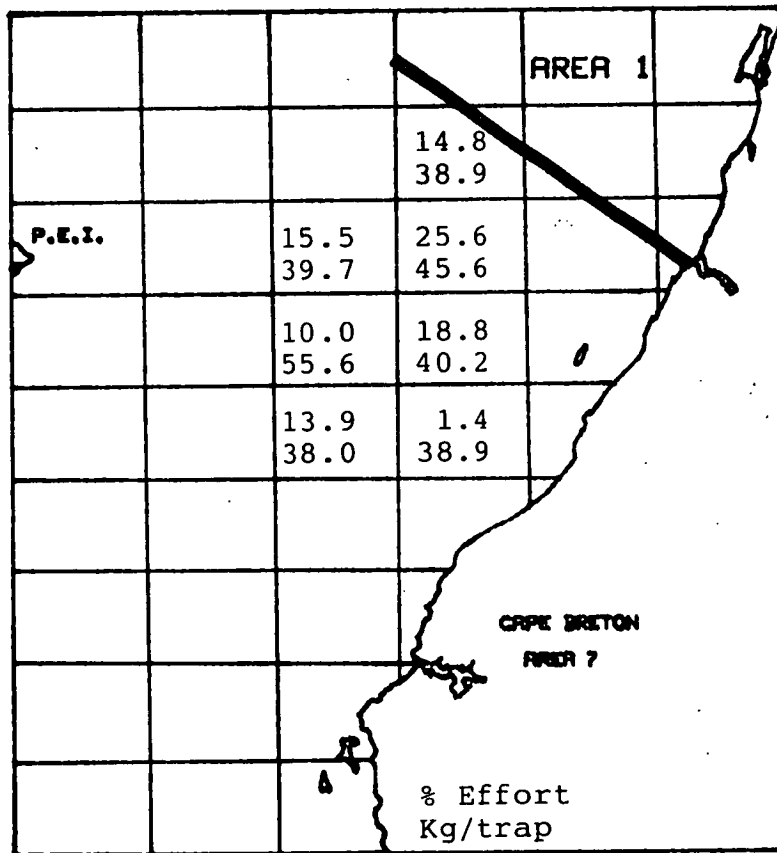 AREA 1
14.8
38.9
P.E.I.
15.5 25.6
39.7 45.6
10.0 18.8
55.6 40.2
13.9 1.4
38.0 38.9
CAPE BRETON
AREA 7
% Effort
Kg/trap